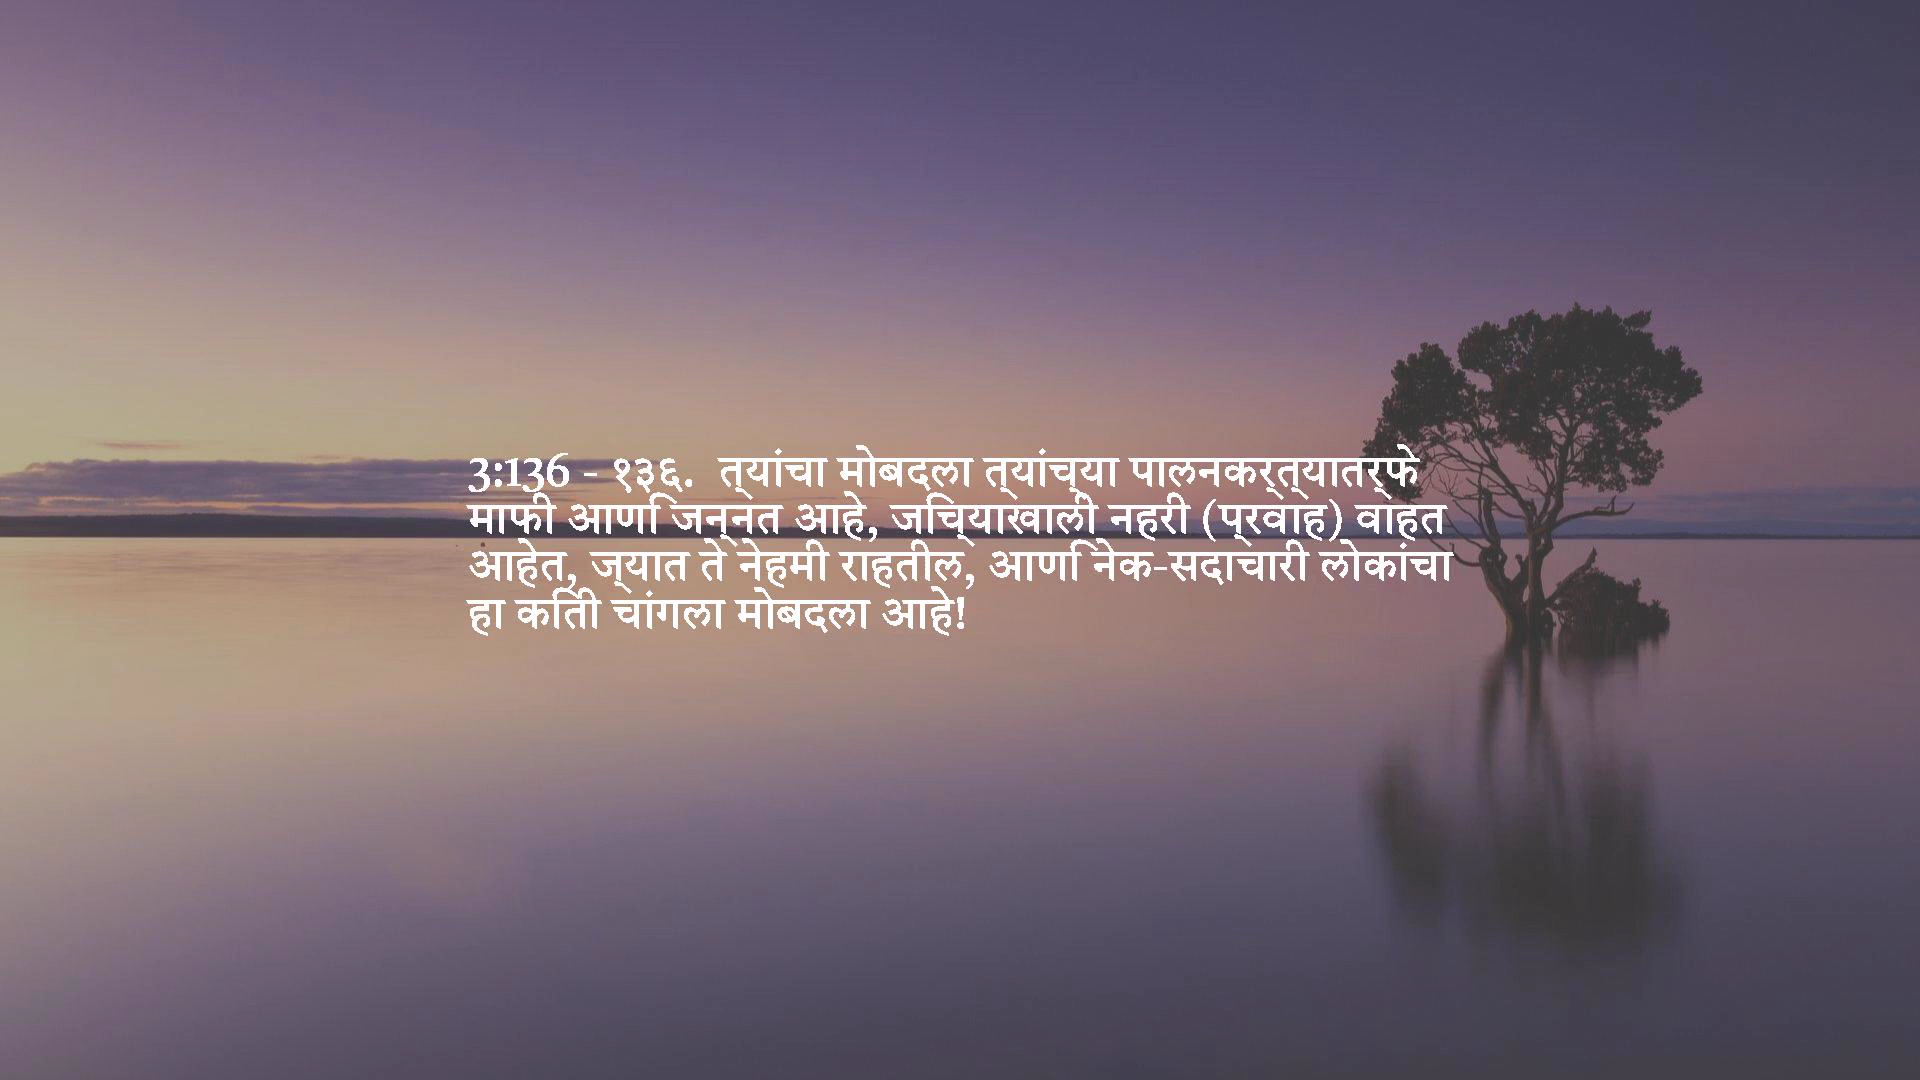 3:136 - १३६. त्यांचा मोबदला त्यांच्या पालनकर्त्यातर्फे
माफी आणि जन्नत आहे, जिच्याखाली नहरी (प्रवाह) वाहत
आहेत, ज्यात ते नेहमी राहतील, आणि नेक-सदाचारी लोकांचा
हा किती चांगला मोबदला आहे!